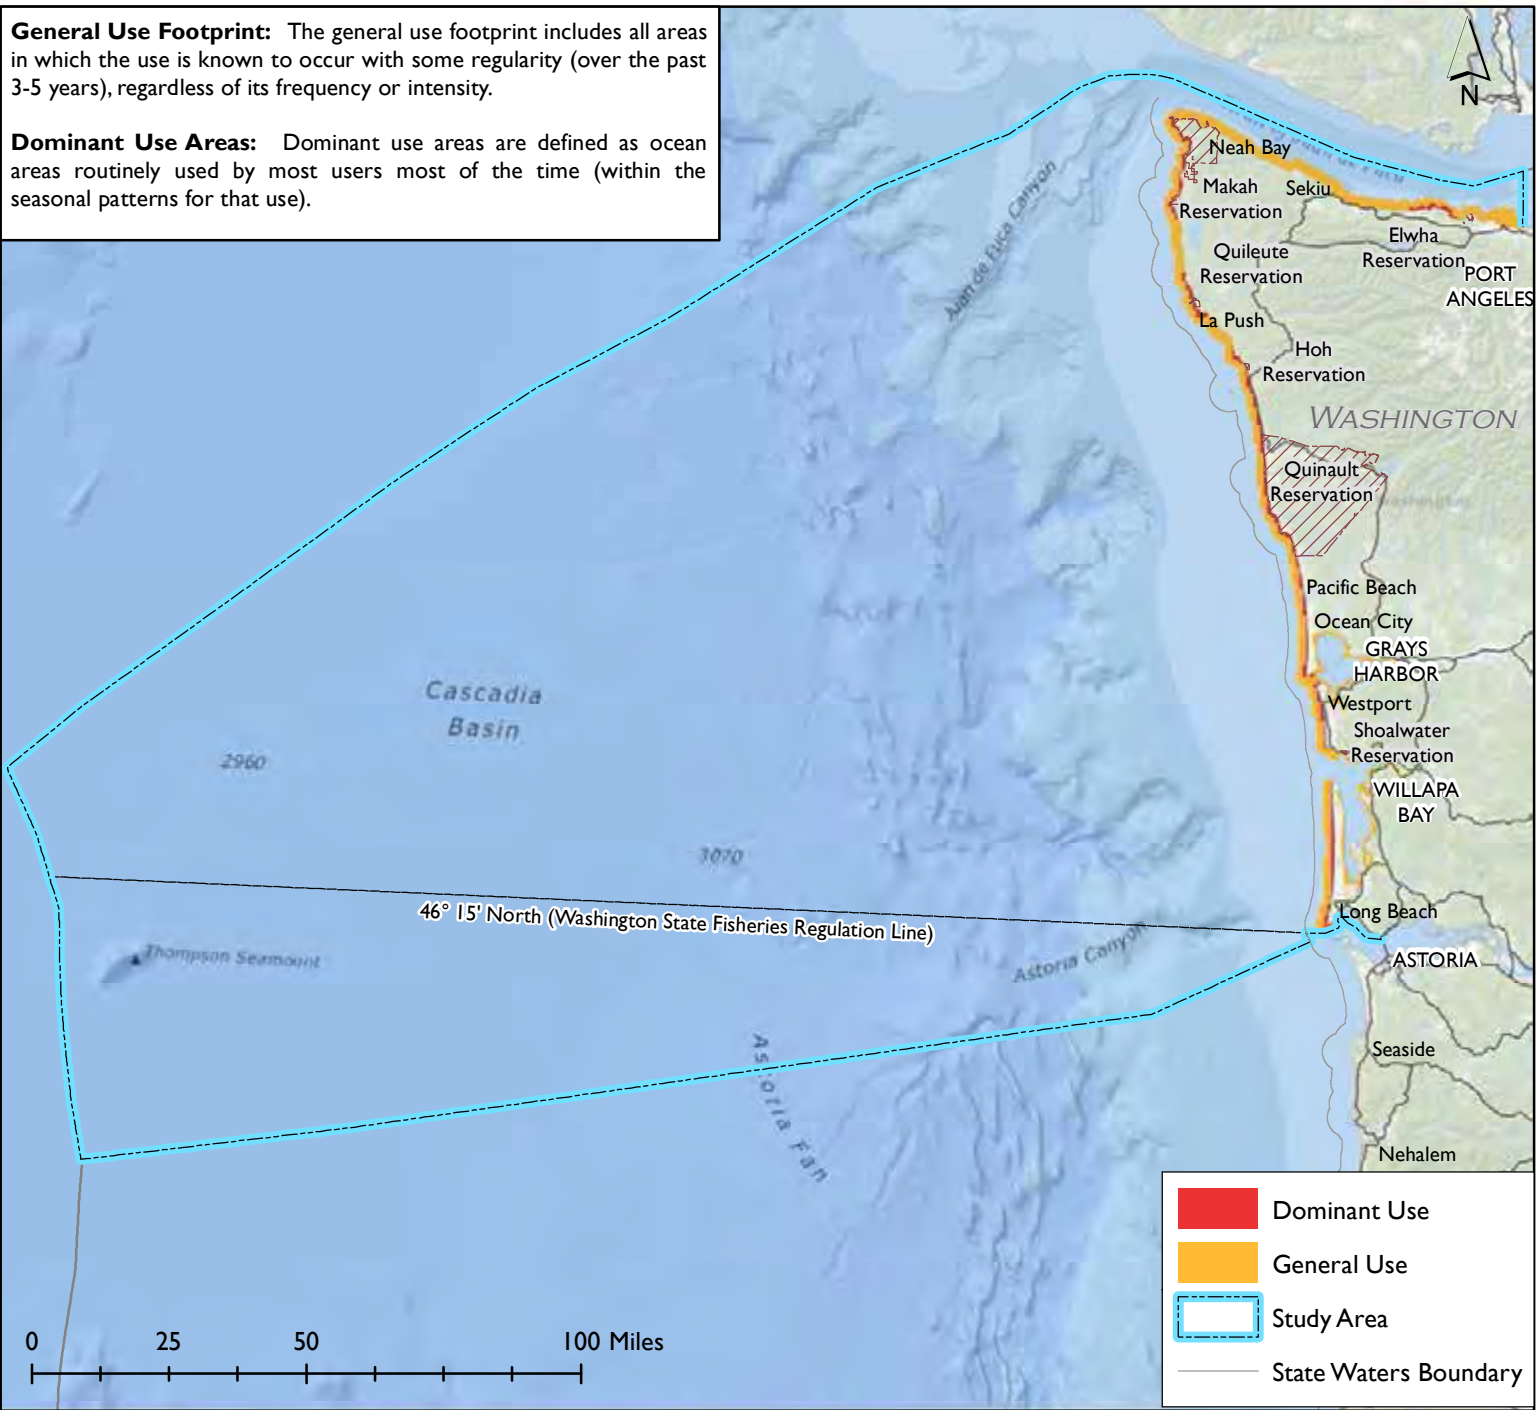 General Use Footprint: The general use footprint includes all areas
in which the use is known to occur with some regularity (over the past
3-5 years), regardless of its frequency or intensity.
Dominant Use Areas: Dominant use areas are defined as ocean
areas routinely used by most users most of the time (within the
seasonal patterns for that use).
N
Neah Bay
Makah
Reservation
Sekiu
Elwha
Reservation
PORT
ANGELES
Juan de Fuca Canyon
Quileute
Reservation
La Push
Hoh
Reservation
WASHINGTON
Quinault
Reservation
Washington
Pacific Beach
Ocean City
GRAYS
HARBOR
Westport
Shoalwater
Reservation
WILLAPA
BAY
Cascadia
Basin
2960
3070
46° 15' North (Washington State Fisheries Regulation Line)
Long Beach
ASTORIA
Thompson Seamount
Astoria Canyon
Astoria Fan
Seaside
Nehalem
0 25 50 100 Miles
Dominant Use
General Use
Study Area
State Waters Boundary